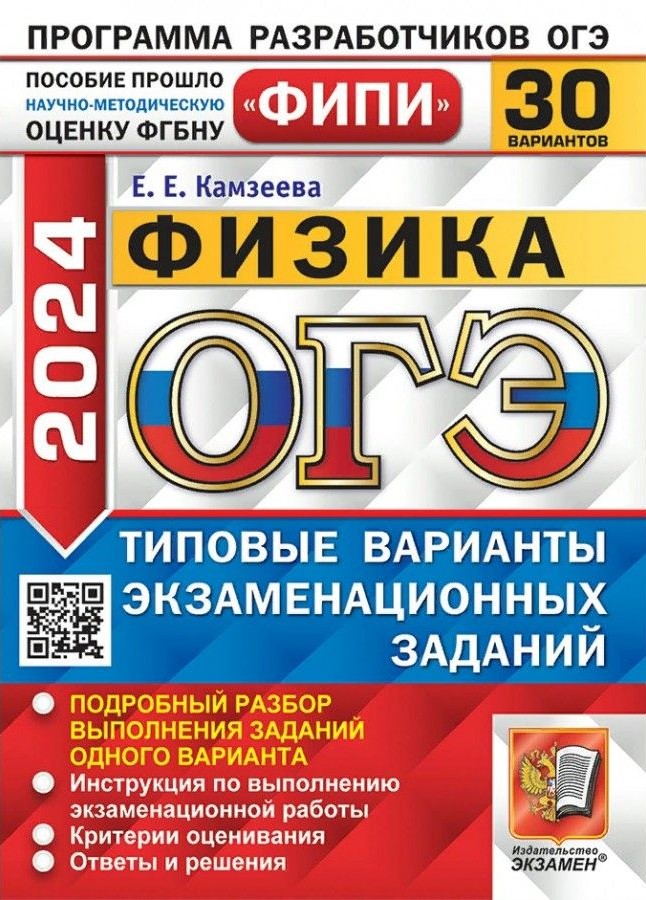 ПРОГРАММА РАЗРАБОТЧИКОВ ОГЭ
ПОСОБИЕ ПРОШЛО
НАУЧНО-МЕТОДИЧЕСКУЮ
ОЦЕНКУ ФГБНУ
«ФИПИ»
30
ВАРИАНТОВ
2024
Е. Е. Камзеева
ФИЗИКА
ОГЭ
ТИПОВЫЕ ВАРИАНТЫ
ЭКЗАМЕНАЦИОННЫХ
ЗАДАНИЙ
ПОДРОБНЫЙ РАЗБОР
ВЫПОЛНЕНИЯ ЗАДАНИЙ
ОДНОГО ВАРИАНТА
Инструкция по выполнению
экзаменационной работы
Критерии оценивания
Ответы и решения
Издательство
ЭКЗАМЕН®